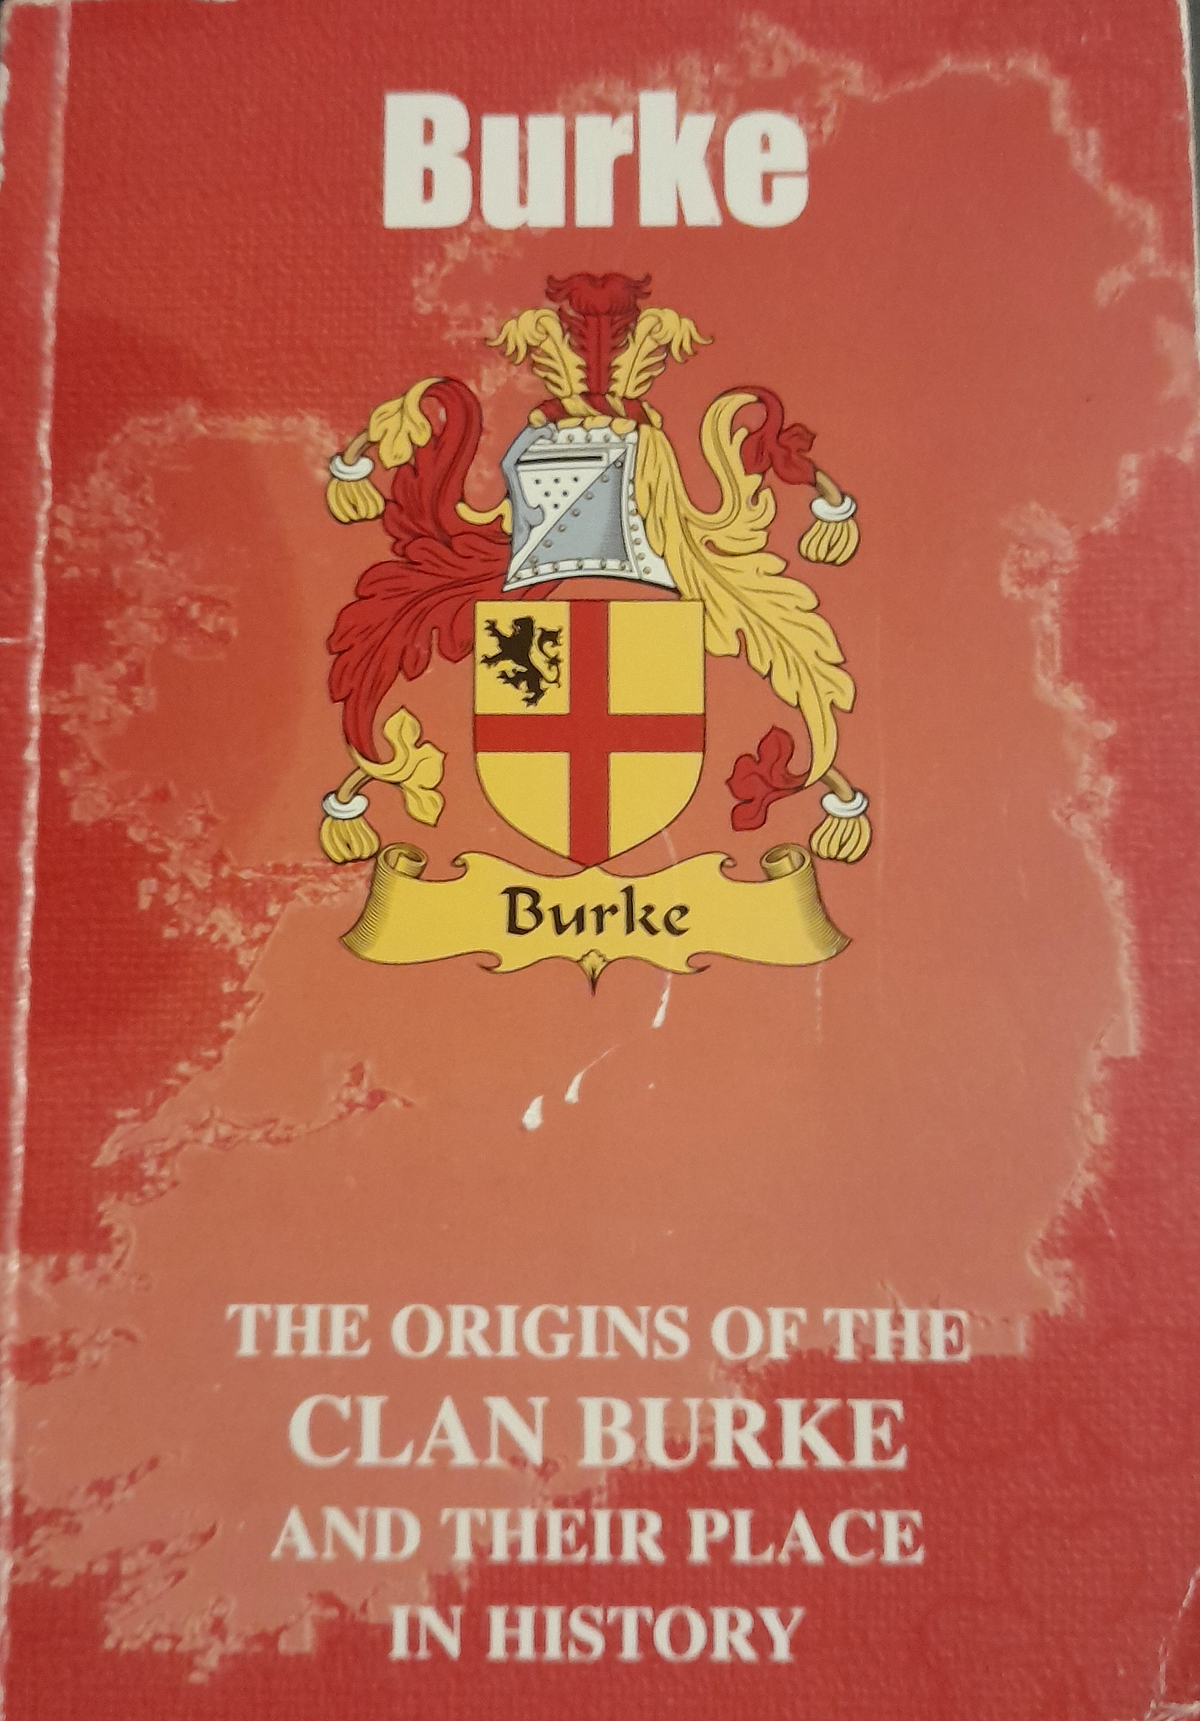 Burke
Burke
THE ORIGINS OF THE
CLAN BURKE
AND THEIR PLACE
IN HISTORY